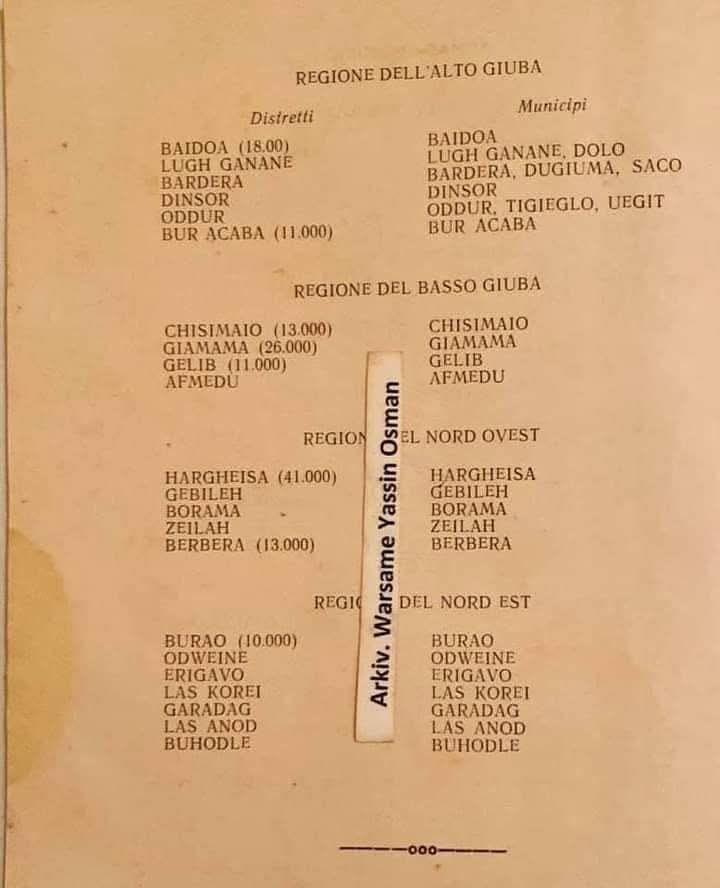 REGIONE DELL'ALTO GIUBA
Distretti Municipi
BAIDOA (18.00) BAIDOA
LUGH GANANE LUGH GANANE, DOLO
BARDERA BARDERA, DUGIUMA, SACO
DINSOR DINSOR
ODDUR ODDUR, TIGIEGLO, UEGIT
BUR ACABA (11.000) BUR ACABA
REGIONE DEL BASSO GIUBA
CHISIMAIO (13.000) CHISIMAIO
GIAMAMA (26.000) GIAMAMA
GELIB (11.000) GELIB
AFMEDU AFMEDU
REGION EL NORD OVEST
HARGHEISA (41.000) HARGHEISA
GEBILEH GEBILEH
BORAMA BORAMA
ZEILAH ZEILAH
BERBERA (13.000) BERBERA
REGI DEL NORD EST
BURAO (10.000) BURAO
ODWEINE ODWEINE
ERIGAVO ERIGAVO
LAS KOREI LAS KOREI
GARADAG GARADAG
LAS ANOD LAS ANOD
BUHODLE BUHODLE
ooo
Arkiv. Warsame Yassin Osman